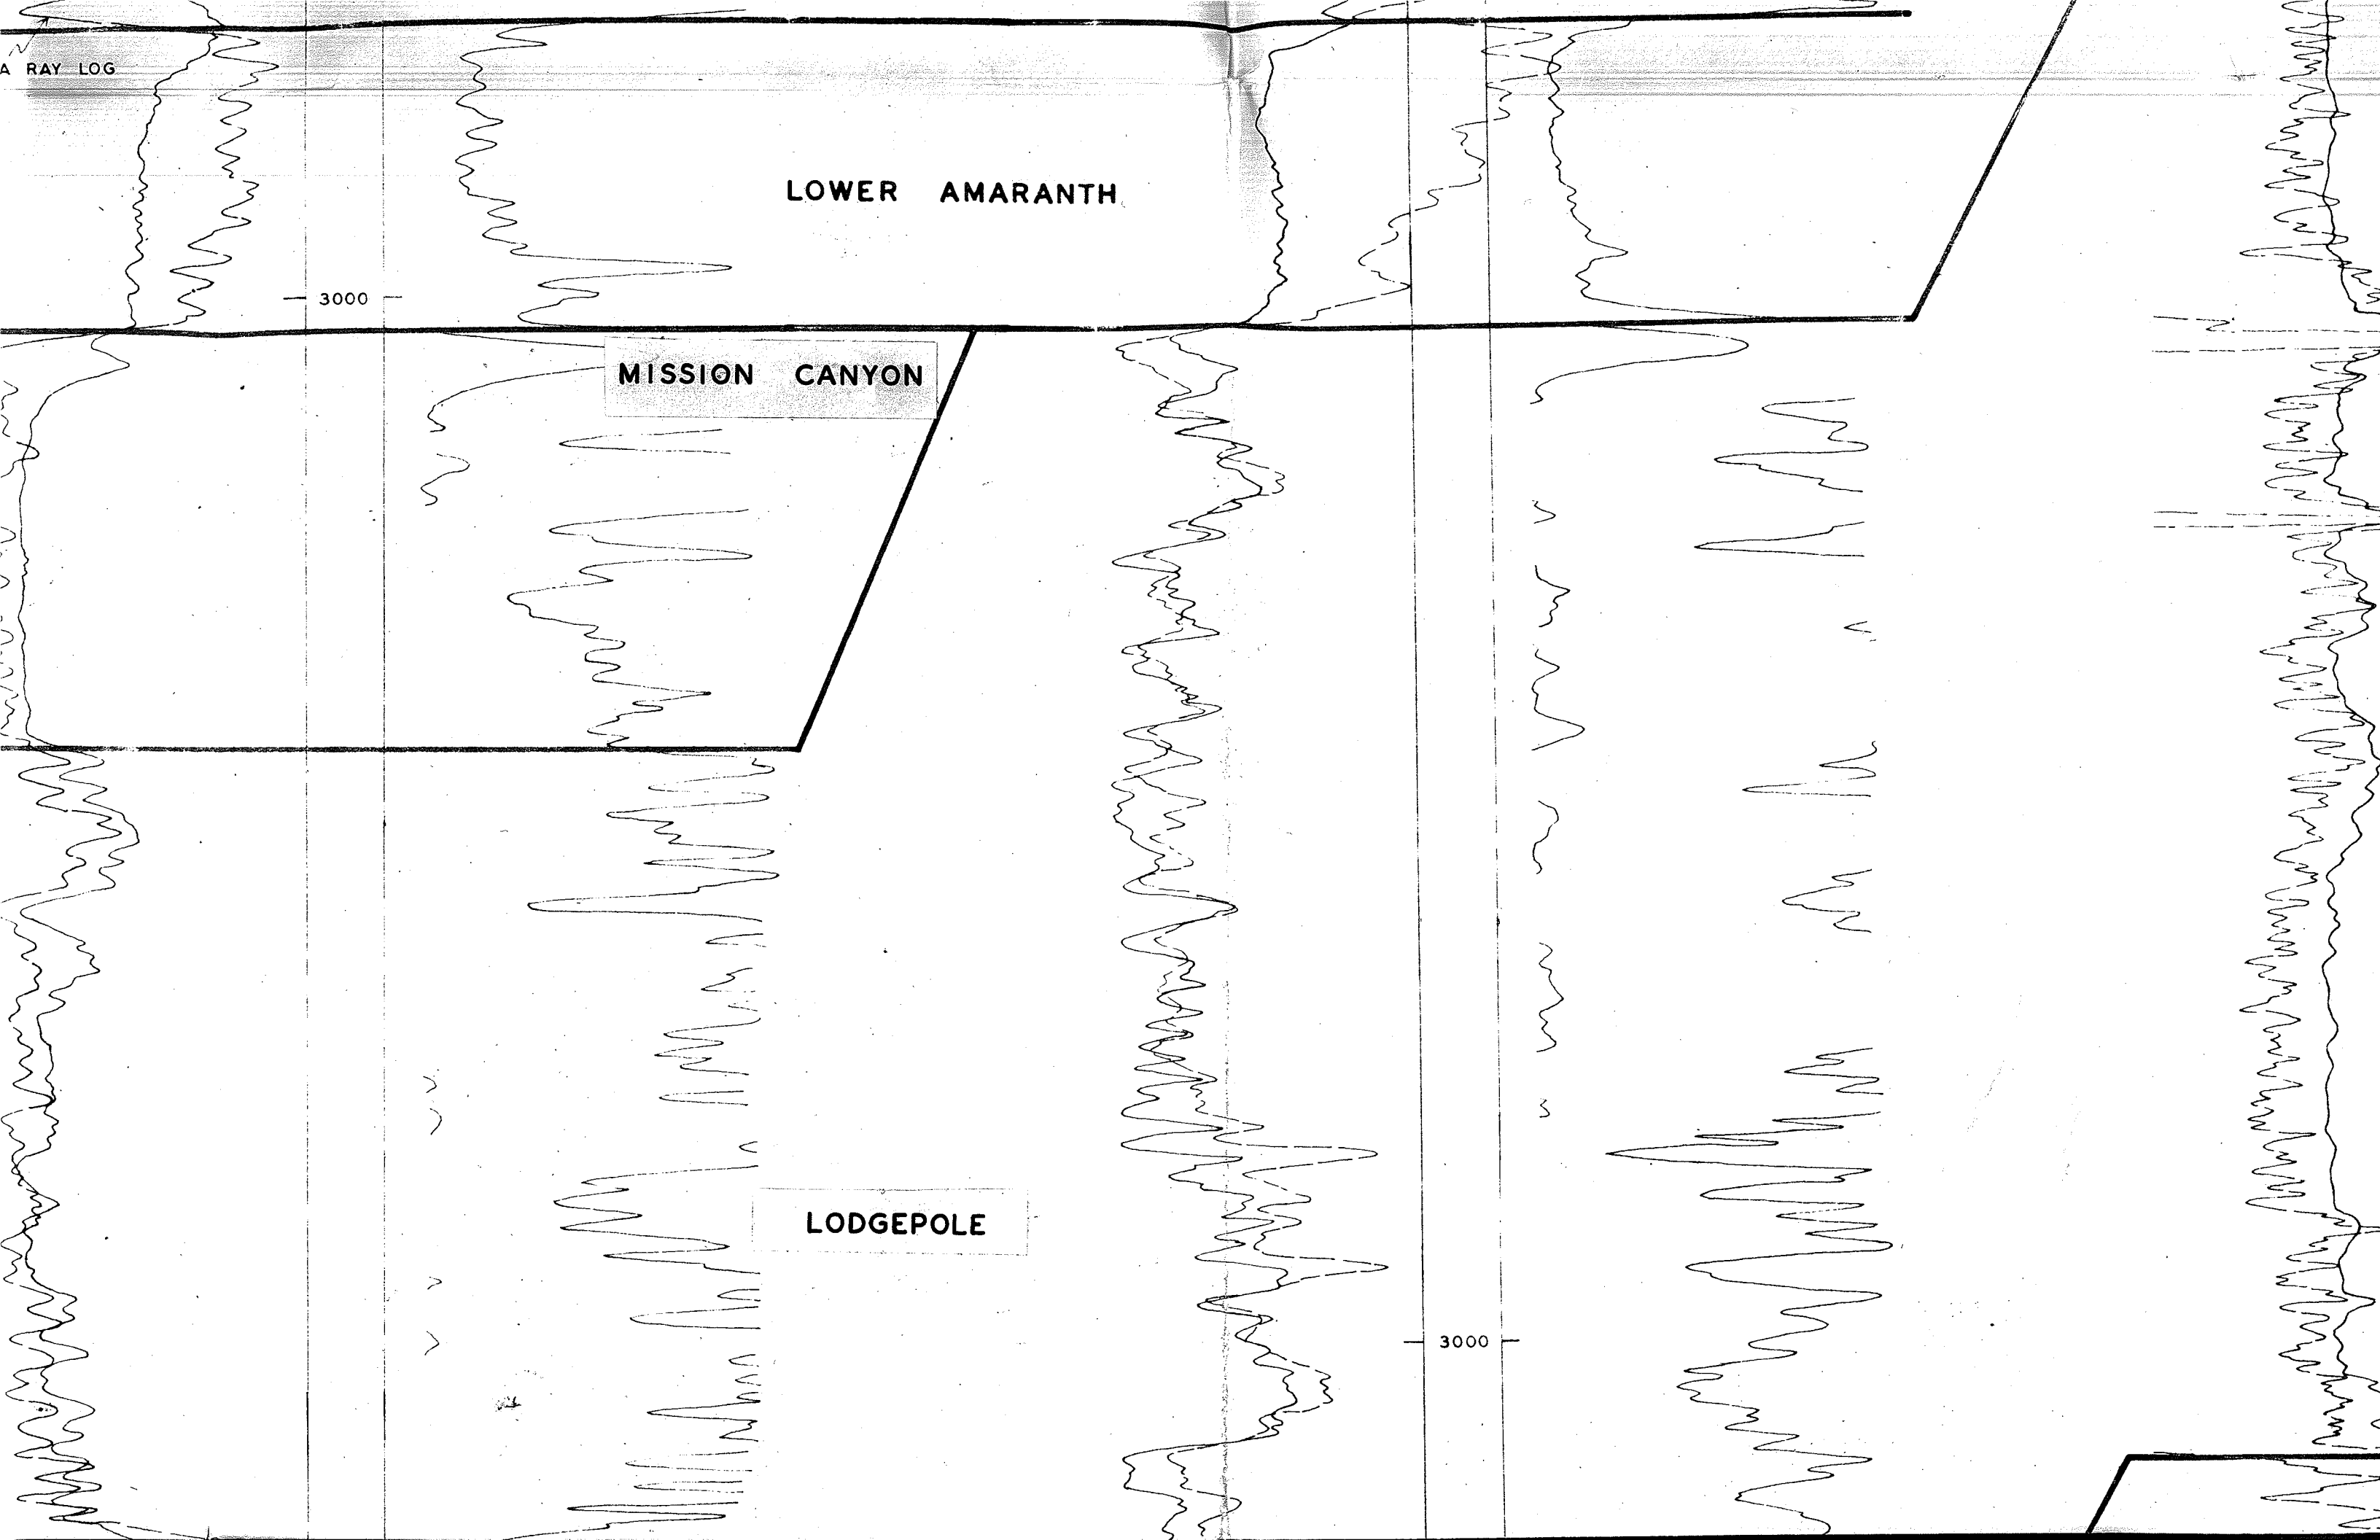 A RAY LOG
LOWER AMARANTH
3000
MISSION CANYON
LODGEPOLE
3000